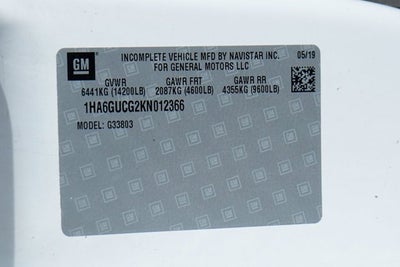 GM
INCOMPLETE VEHICLE MFD BY NAVISTAR INC. 05/19
FOR GENERAL MOTORS LLC
GVWR GAWR FRT GAWR RR
6441KG (14200LB) 2087KG (4600LB) 4355KG (9600LB)
1HA6GUCG2KN012366
MODEL: G33803